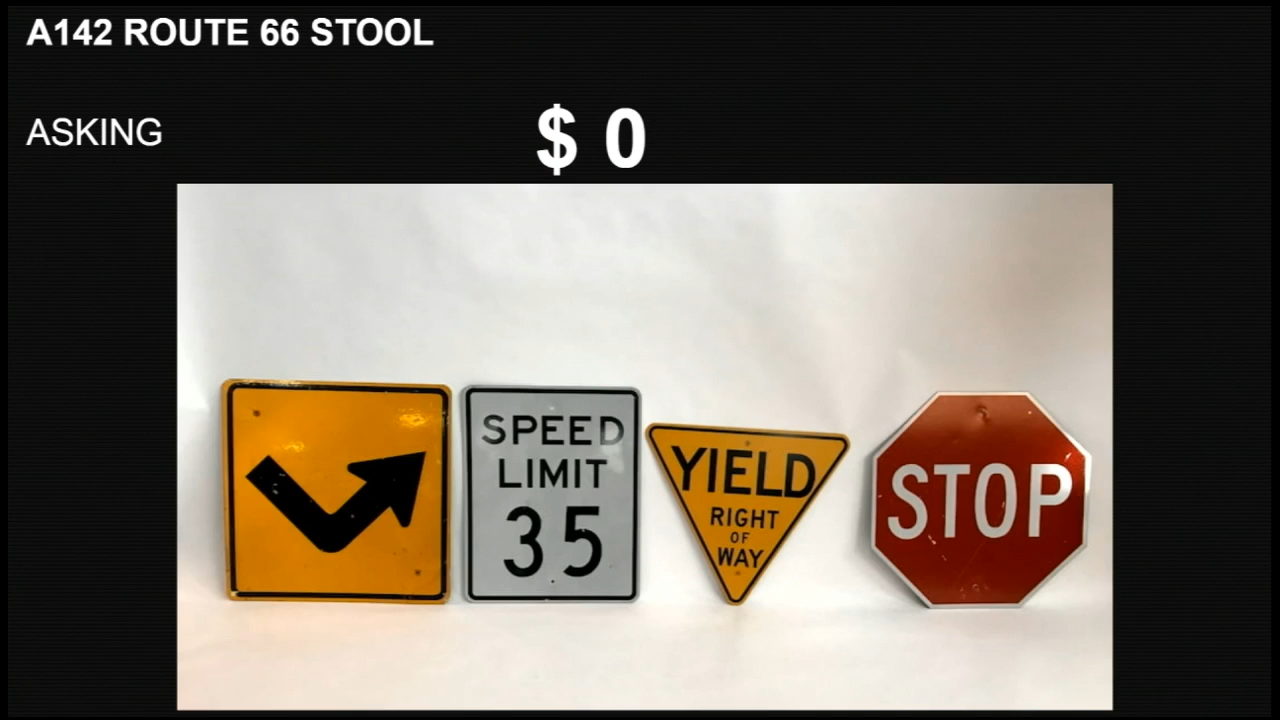 A142 ROUTE 66 STOOL
ASKING
$ 0
SPEED
LIMIT
35
YIELD
RIGHT
OF
WAY
STOP